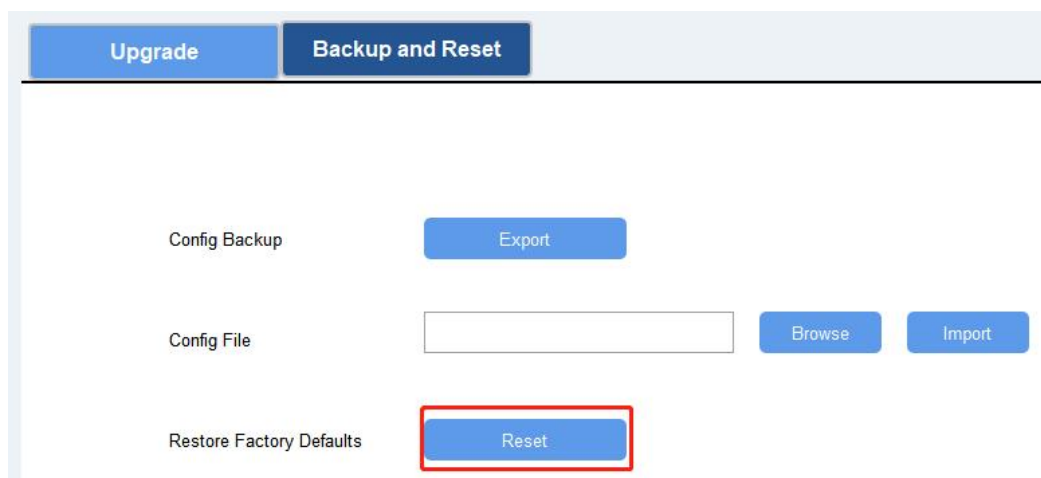 Upgrade Backup and Reset
Config Backup Export
Config File Browse Import
Restore Factory Defaults Reset